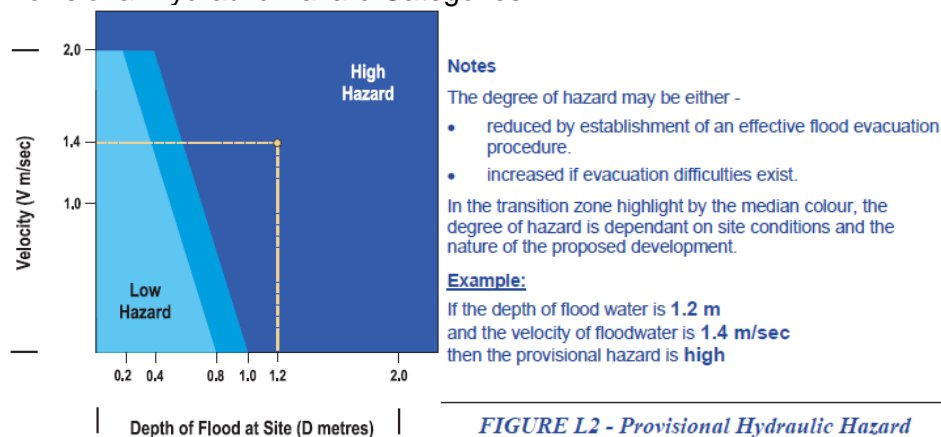 2.0
1.4
1.0
Velocity (V m/sec)
High
Hazard
Low
Hazard
0.2 0.4 0.8 1.0 1.2 2.0
Depth of Flood at Site (D metres)
Notes
The degree of hazard may be either -
• reduced by establishment of an effective flood evacuation
procedure.
• increased if evacuation difficulties exist.
In the transition zone highlight by the median colour, the
degree of hazard is dependant on site conditions and the
nature of the proposed development.
Example:
If the depth of flood water is 1.2 m
and the velocity of floodwater is 1.4 m/sec
then the provisional hazard is high
FIGURE L2 - Provisional Hydraulic Hazard